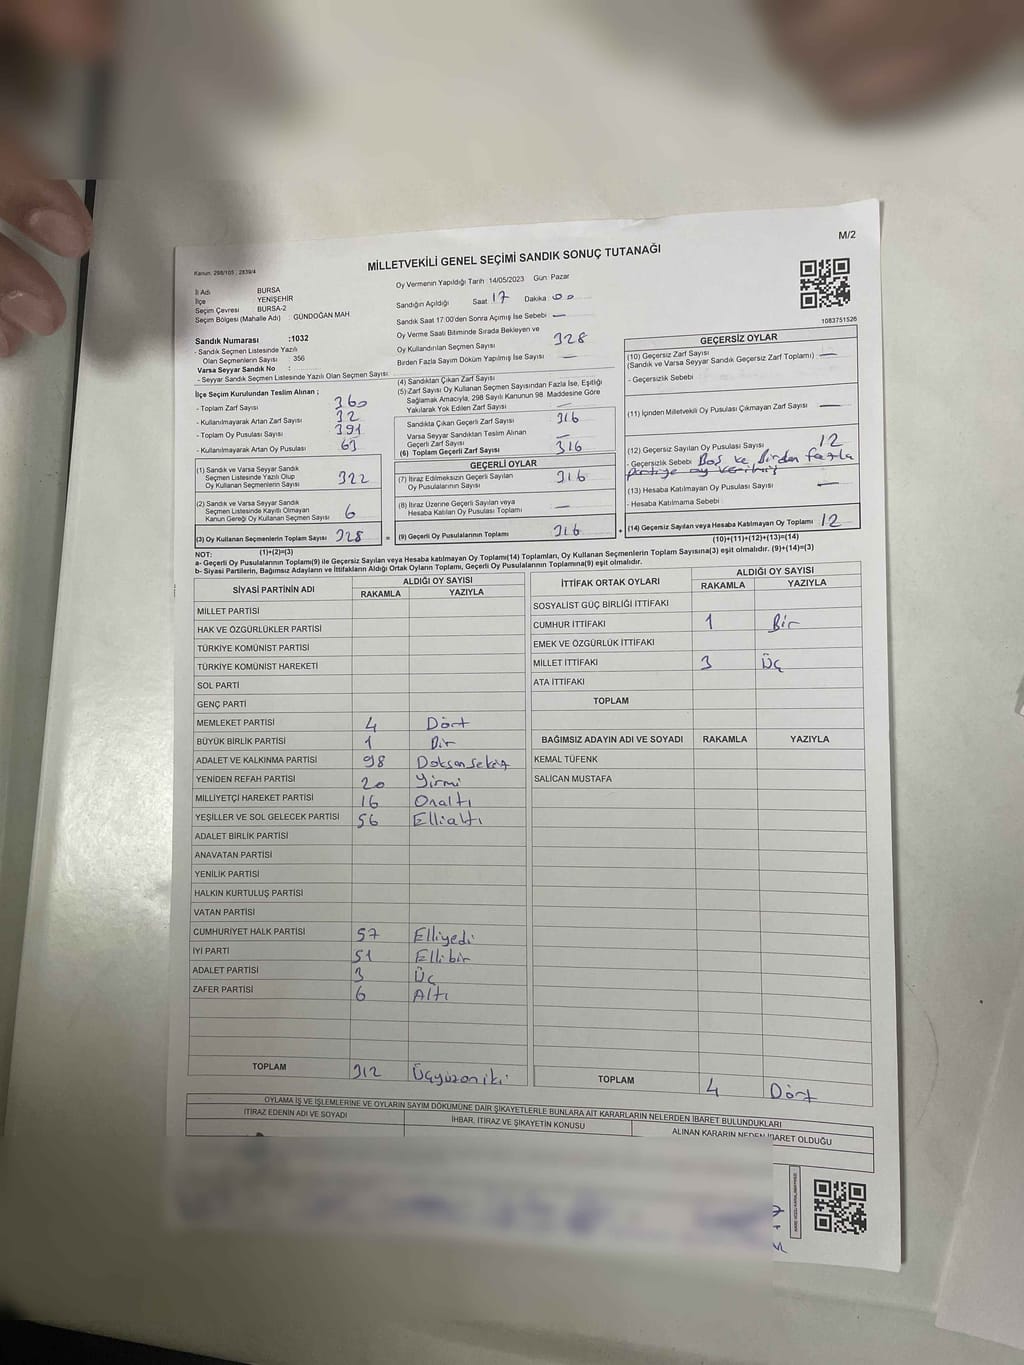 M/2
Kanun: 298/105 , 2839/4
MİLLETVEKİLİ GENEL SEÇİMİ SANDIK SONUÇ TUTANAĞI
İl Adı BURSA
İlçe YENİŞEHİR
Seçim Çevresi BURSA-2
Seçim Bölgesi (Mahalle Adı) : GÜNDOĞAN MAH
Sandık Numarası :1032
- Sandık Seçmen Listesinde Yazılı
Olan Seçmenlerin Sayısı 356
Varsa Seyyar Sandık No :
- Seyyar Sandık Seçmen Listesinde Yazılı Olan Seçmen Sayısı:
Oy Vermenin Yapıldığı Tarih :14/05/2023 Gün: Pazar
Sandığın Açıldığı Saat 17 Dakika 00
Sandık Saat 17:00'den Sonra Açımış İse Sebebi —
Oy Verme Saati Bitiminde Sırada Bekleyen ve
Oy Kullandırılan Seçmen Sayısı 328
Birden Fazla Sayım Döküm Yapılmış İse Sayısı —
1083751526
İlçe Seçim Kurulundan Teslim Alınan ;
- Toplam Zarf Sayısı 360
- Kullanılmayarak Artan Zarf Sayısı 32
- Toplam Oy Pusulası Sayısı 391
- Kullanılmayarak Artan Oy Pusulası 63
(1) Sandık ve Varsa Seyyar Sandık
Seçmen Listesinde Yazılı Olup
Oy Kullanan Seçmenlerin Sayısı 322
(2) Sandık ve Varsa Seyyar Sandık
Seçmen Listesinde Kayıtlı Olmayan
Kanun Gereği Oy Kullanan Seçmen Sayısı 6
(3) Oy Kullanan Seçmenlerin Toplam Sayısı 328 =
(1)+(2)=(3)
(4) Sandıktan Çıkan Zarf Sayısı
(5) Zarf Sayısı Oy Kullanan Seçmen Sayısından Fazla İse, Eşitliği
Sağlamak Amacıyla, 298 Sayılı Kanunun 98. Maddesine Göre
Yakılarak Yok Edilen Zarf Sayısı —
Sandıkta Çıkan Geçerli Zarf Sayısı 316
Varsa Seyyar Sandıktan Teslim Alınan
Geçerli Zarf Sayısı —
(6) Toplam Geçerli Zarf Sayısı 316
GEÇERLİ OYLAR
(7) İtiraz Edilmeksizin Geçerli Sayılan
Oy Pusulalarının Sayısı 316
(8) İtiraz Üzerine Geçerli Sayılan veya
Hesaba Katılan Oy Pusulası Toplamı —
(9) Geçerli Oy Pusulalarının Toplamı 316 +
GEÇERSİZ OYLAR
(10) Geçersiz Zarf Sayısı —
(Sandık ve Varsa Seyyar Sandık Geçersiz Zarf Toplamı)
- Geçersizlik Sebebi
(11) İçinden Milletvekili Oy Pusulası Çıkmayan Zarf Sayısı —
(12) Geçersiz Sayılan Oy Pusulası Sayısı 12
- Geçersizlik Sebebi Boş ve Birden fazla
partiye oy verilmiş
(13) Hesaba Katılmayan Oy Pusulası Sayısı —
- Hesaba Katılmama Sebebi
(14) Geçersiz Sayılan veya Hesaba Katılmayan Oy Toplamı 12
(10)+(11)+(12)+(13)=(14)
NOT:
a- Geçerli Oy Pusulalarının Toplamı(9) ile Geçersiz Sayılan veya Hesaba katılmayan Oy Toplamı(14) Toplamları, Oy Kullanan Seçmenlerin Toplam Sayısına(3) eşit olmalıdır. (9)+(14)=(3)
b- Siyasi Partilerin, Bağımsız Adayların ve İttifakların Aldığı Ortak Oyların Toplamı, Geçerli Oy Pusulalarının Toplamına(9) eşit olmalıdır.
SİYASİ PARTİNİN ADI ALDIĞI OY SAYISI
RAKAMLA YAZIYLA
MİLLET PARTİSİ
HAK VE ÖZGÜRLÜKLER PARTİSİ
TÜRKİYE KOMÜNİST PARTİSİ
TÜRKİYE KOMÜNİST HAREKETİ
SOL PARTİ
GENÇ PARTİ
MEMLEKET PARTİSİ 4 Dört
BÜYÜK BİRLİK PARTİSİ 1 Bir
ADALET VE KALKINMA PARTİSİ 98 Doksansekiz
YENİDEN REFAH PARTİSİ 20 Yirmi
MİLLİYETÇİ HAREKET PARTİSİ 16 Onaltı
YEŞİLLER VE SOL GELECEK PARTİSİ 56 Ellialtı
ADALET BİRLİK PARTİSİ
ANAVATAN PARTİSİ
YENİLİK PARTİSİ
HALKIN KURTULUŞ PARTİSİ
VATAN PARTİSİ
CUMHURİYET HALK PARTİSİ 57 Elliyedi
İYİ PARTİ 51 Ellibir
ADALET PARTİSİ 3 Üç
ZAFER PARTİSİ 6 Altı
TOPLAM 312 Üçyüzoniki
İTTİFAK ORTAK OYLARI ALDIĞI OY SAYISI
RAKAMLA YAZIYLA
SOSYALİST GÜÇ BİRLİĞİ İTTİFAKI
CUMHUR İTTİFAKI 1 Bir
EMEK VE ÖZGÜRLÜK İTTİFAKI
MİLLET İTTİFAKI 3 Üç
ATA İTTİFAKI
TOPLAM
BAĞIMSIZ ADAYIN ADI VE SOYADI RAKAMLA YAZIYLA
KEMAL TÜFENK
SALİCAN MUSTAFA
TOPLAM 4 Dört
OYLAMA İŞ VE İŞLEMLERİNE VE OYLARIN SAYIM DÖKÜMÜNE DAİR ŞİKAYETLERLE BUNLARA AİT KARARLARIN NELERDEN İBARET BULUNDUKLARI
İTİRAZ EDENİN ADI VE SOYADI İHBAR, İTİRAZ VE ŞİKAYETİN KONUSU ALINAN KARARIN NEDEN İBARET OLDUĞU